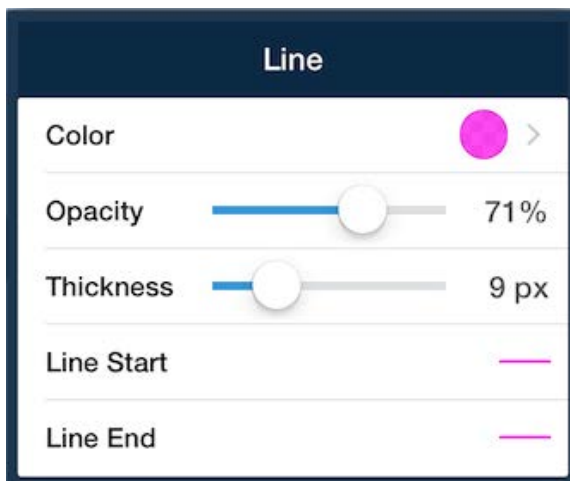 Line
Color
Opacity 71%
Thickness 9 px
Line Start
Line End